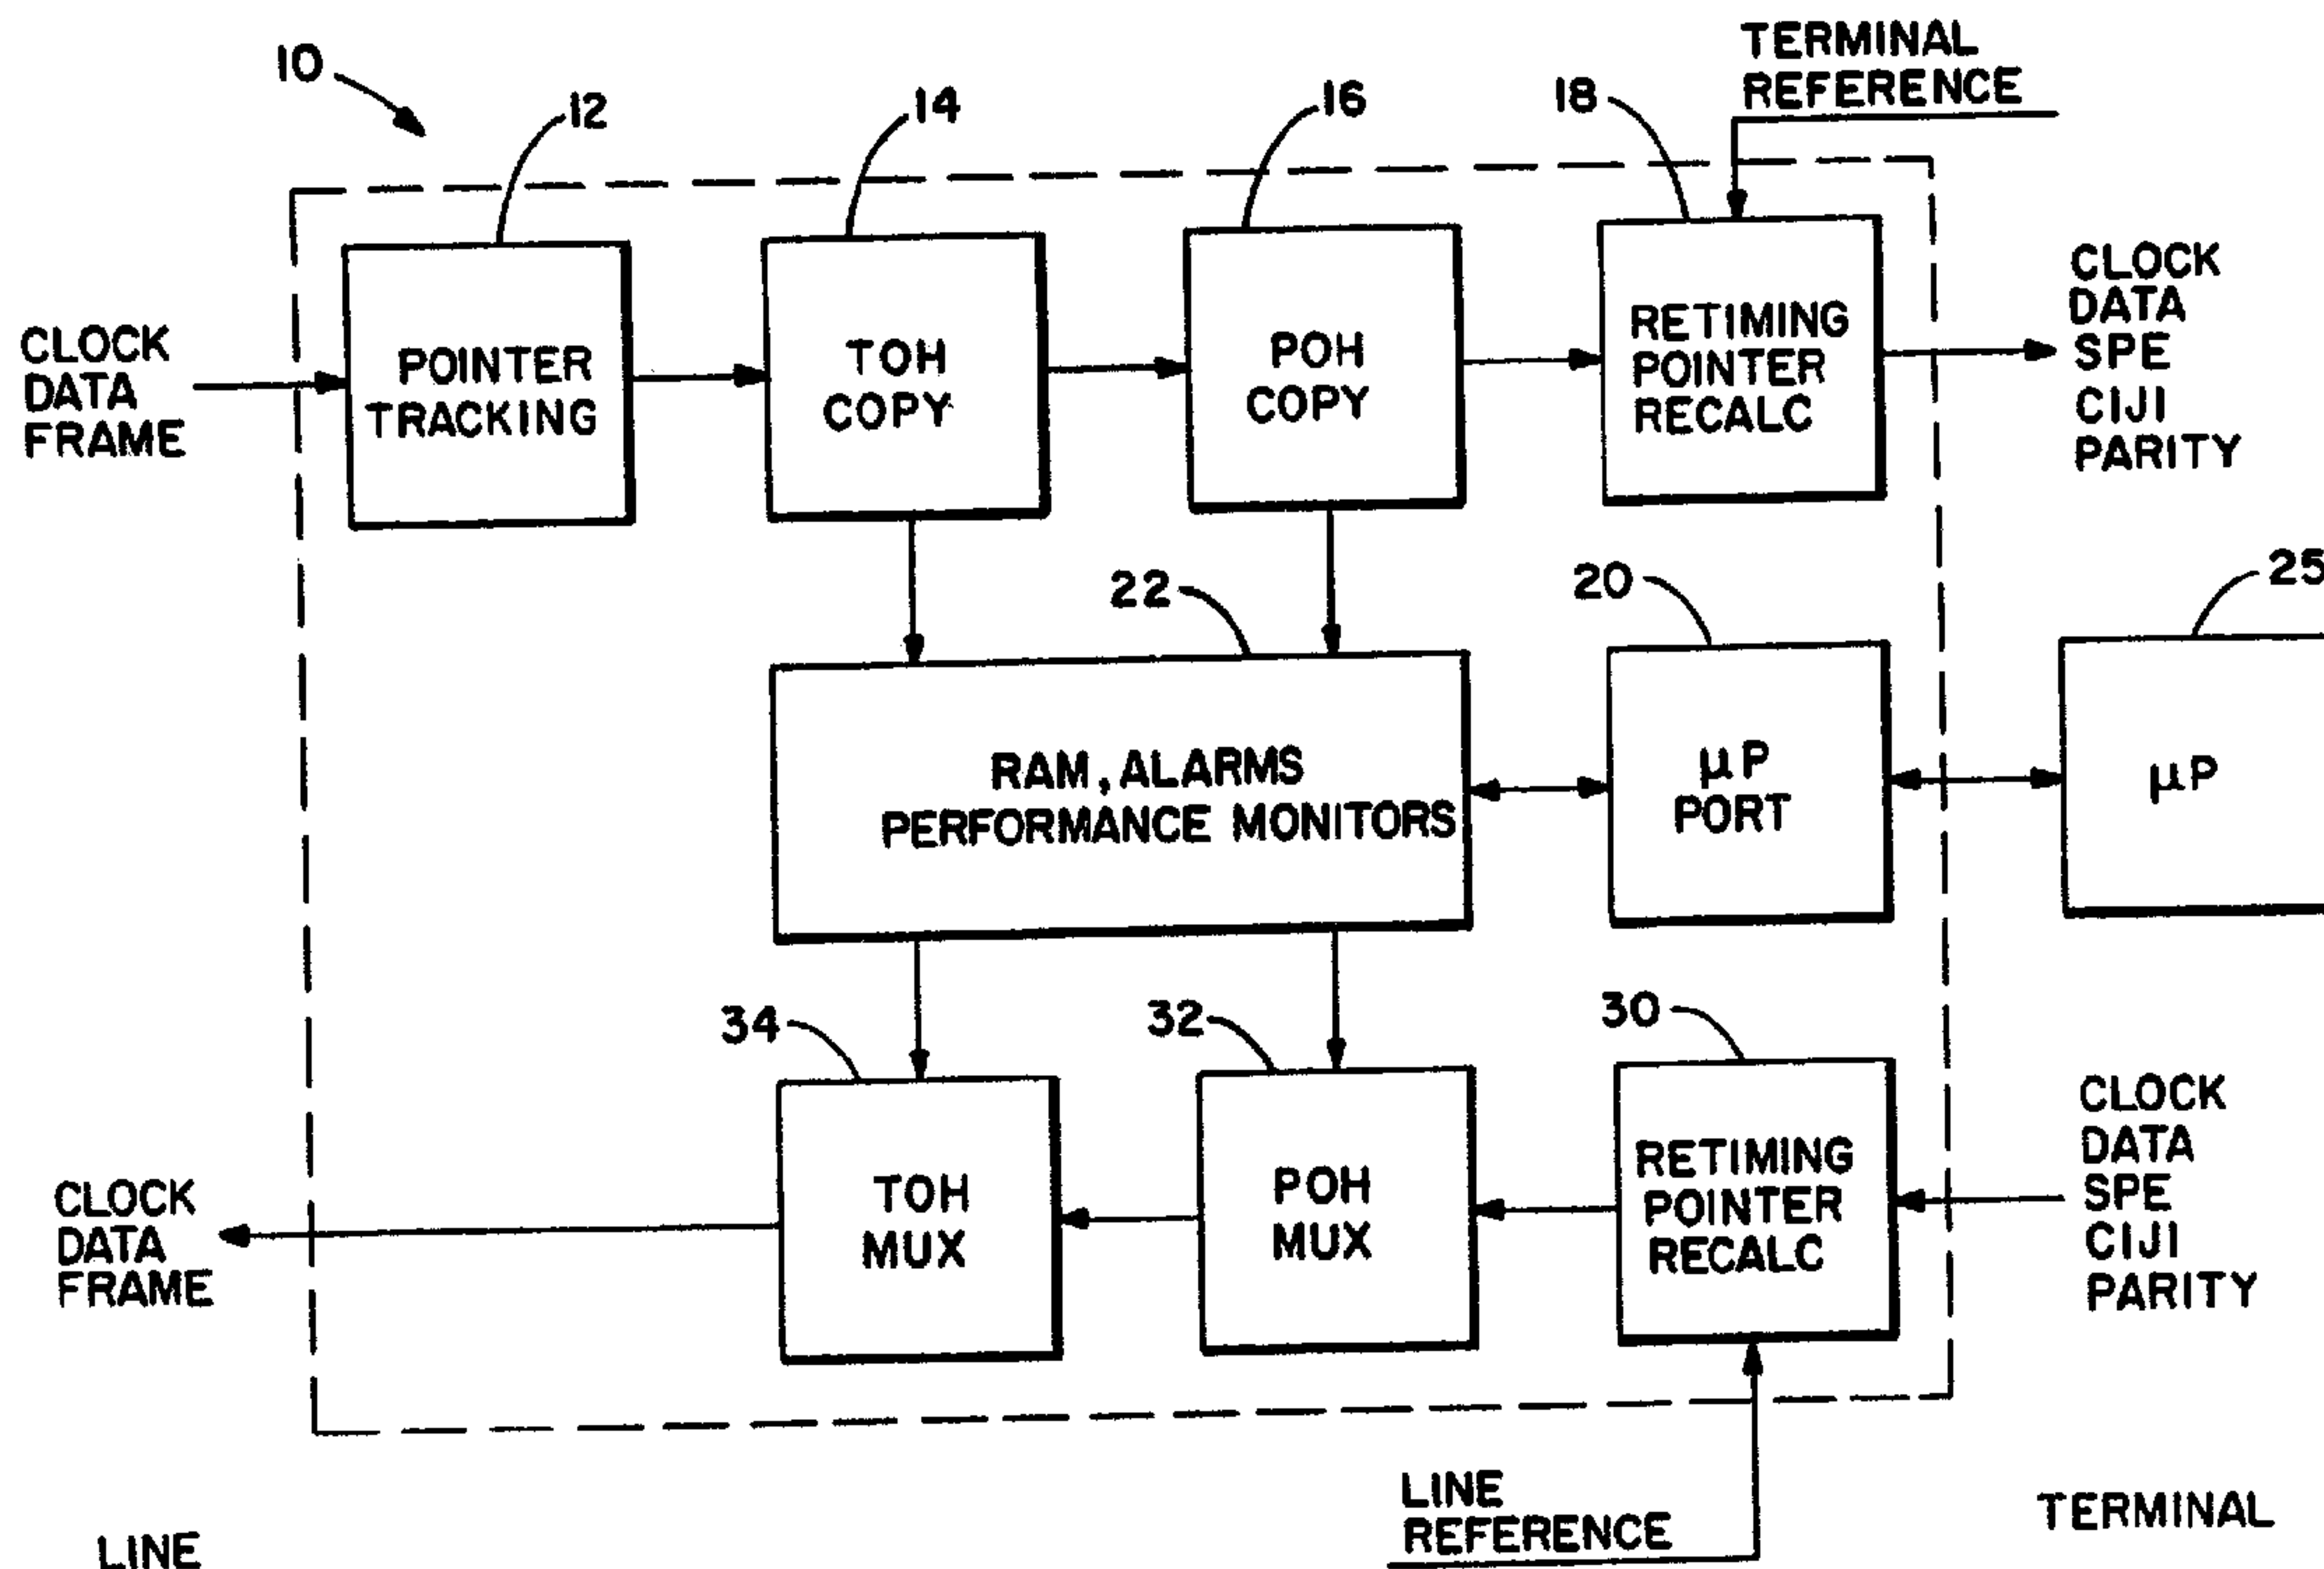 10
12
14
16
18
TERMINAL
REFERENCE
CLOCK
DATA
FRAME
POINTER
TRACKING
TOH
COPY
POH
COPY
RETIMING
POINTER
RECALC
CLOCK
DATA
SPE
CIJI
PARITY
22
20
25
RAM, ALARMS
PERFORMANCE MONITORS
μP
PORT
μP
34
32
30
CLOCK
DATA
FRAME
TOH
MUX
POH
MUX
RETIMING
POINTER
RECALC
CLOCK
DATA
SPE
CIJI
PARITY
LINE
LINE
REFERENCE
TERMINAL